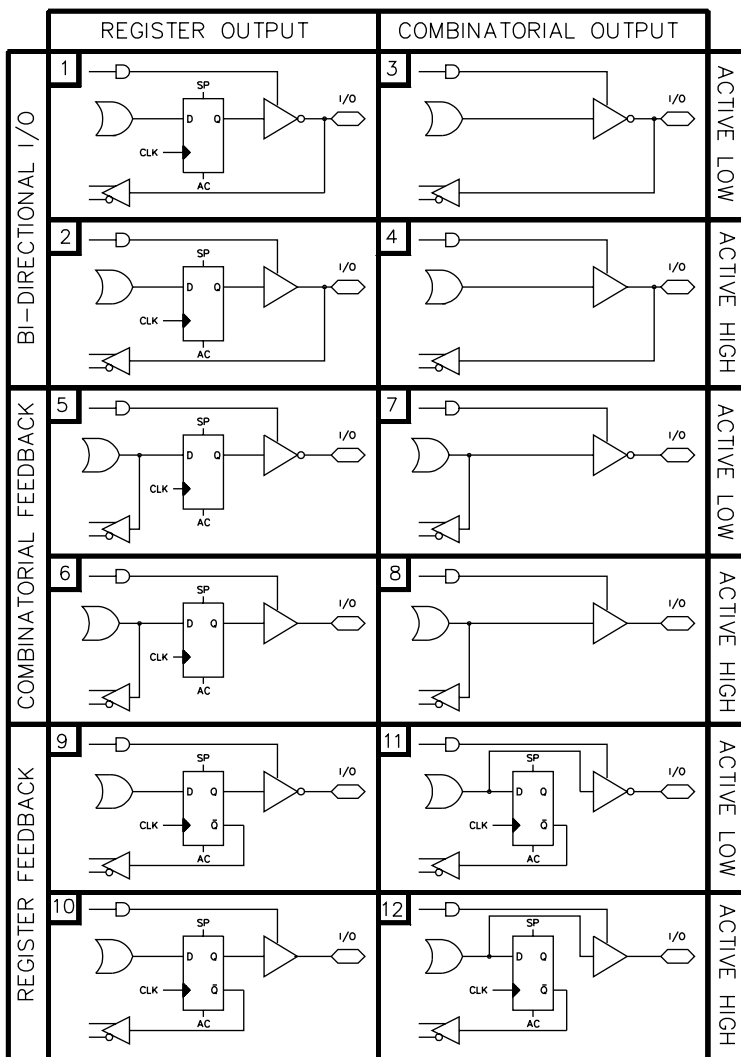 REGISTER OUTPUT
COMBINATORIAL OUTPUT
BI-DIRECTIONAL I/O
1
SP
D Q
CLK
AC
I/O
3
I/O
ACTIVE LOW
2
SP
D Q
CLK
AC
I/O
4
I/O
ACTIVE HIGH
COMBINATORIAL FEEDBACK
5
SP
D Q
CLK
AC
I/O
7
I/O
ACTIVE LOW
6
SP
D Q
CLK
AC
I/O
8
I/O
ACTIVE HIGH
REGISTER FEEDBACK
9
SP
D Q
CLK Q̅
AC
I/O
11
SP
D Q
CLK Q̅
AC
I/O
ACTIVE LOW
10
SP
D Q
CLK Q̅
AC
I/O
12
SP
D Q
CLK Q̅
AC
I/O
ACTIVE HIGH